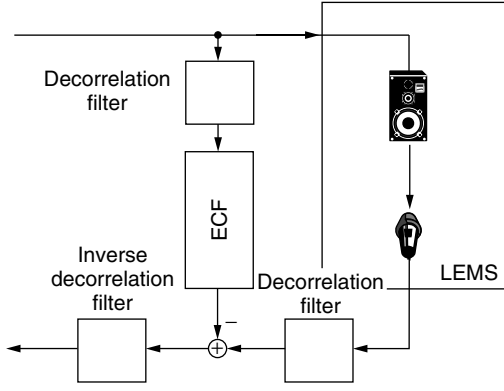 Decorrelation
filter
ECF
Inverse
decorrelation
filter
Decorrelation
filter
LEMS
–
+